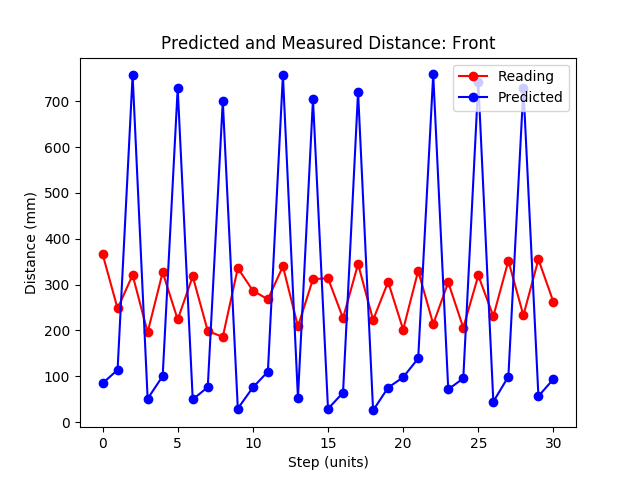 Predicted and Measured Distance: Front
Reading
Predicted
Distance (mm)
700
600
500
400
300
200
100
0
0 5 10 15 20 25 30
Step (units)